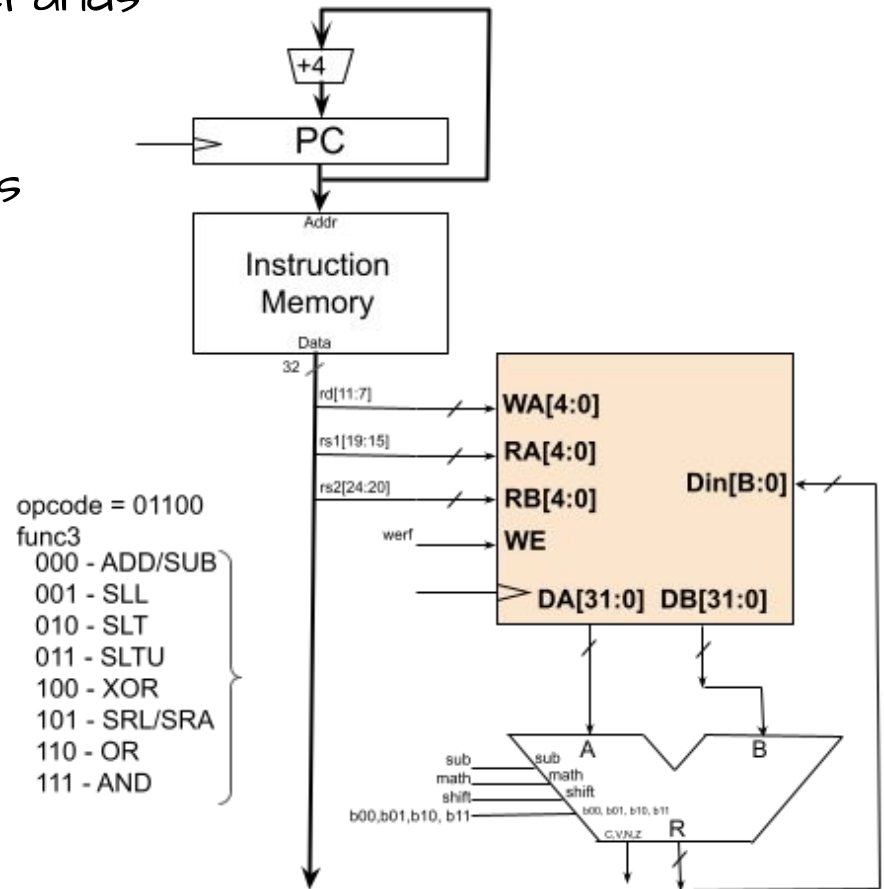 +4
PC
Addr
Instruction
Memory
Data
32
rd[11:7]
rs1[19:15]
rs2[24:20]
werf
WA[4:0]
RA[4:0]
RB[4:0]
WE
Din[B:0]
DA[31:0] DB[31:0]
opcode = 01100
func3
000 - ADD/SUB
001 - SLL
010 - SLT
011 - SLTU
100 - XOR
101 - SRL/SRA
110 - OR
111 - AND
A
B
sub
math
shift
b00,b01,b10, b11
sub
math
shift
b00, b01, b10, b11
C,V,N,Z
R